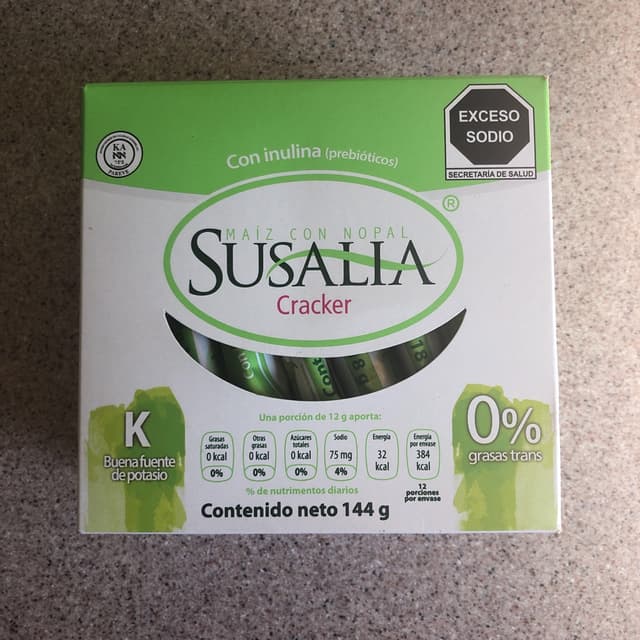 EXCESO
SODIO
SECRETARÍA DE SALUD
KA
NN
PAREVE
Con inulina (prebióticos)
®
MAÍZ CON NOPAL
SUSALIA
Cracker
K
Buena fuente
de potasio
0%
grasas trans
Una porción de 12 g aporta:
Grasas saturadas 0 kcal 0%
Otras grasas 0 kcal 0%
Azúcares totales 0 kcal 0%
Sodio 75 mg 4%
Energía 32 kcal
Energía por envase 384 kcal
% de nutrimentos diarios
12
porciones
por envase
Contenido neto 144 g